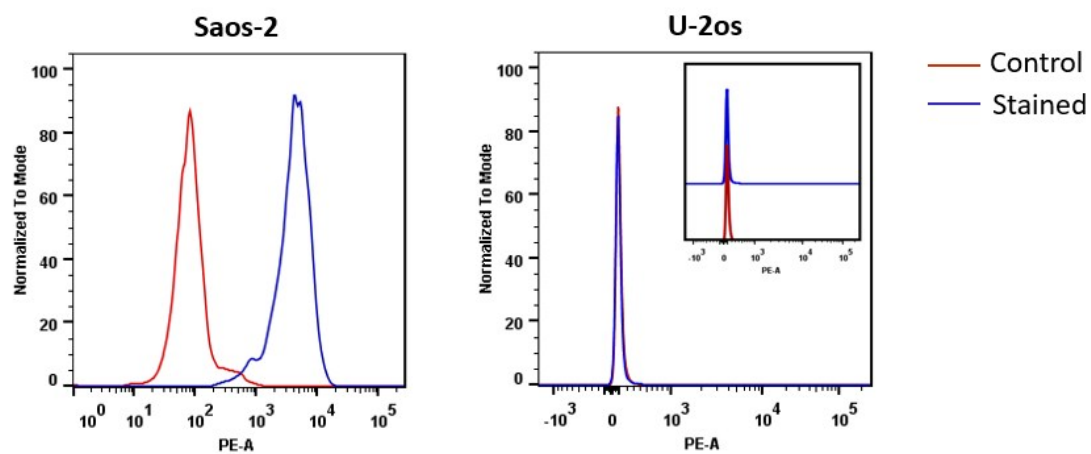 Saos-2
U-2os
Control
Stained
Normalized To Mode
100
80
60
40
20
0
10^0 10^1 10^2 10^3 10^4 10^5
PE-A
Normalized To Mode
100
80
60
40
20
0
-10^3 0 10^3 10^4 10^5
PE-A
-10^3 0 10^3 10^4 10^5
PE-A